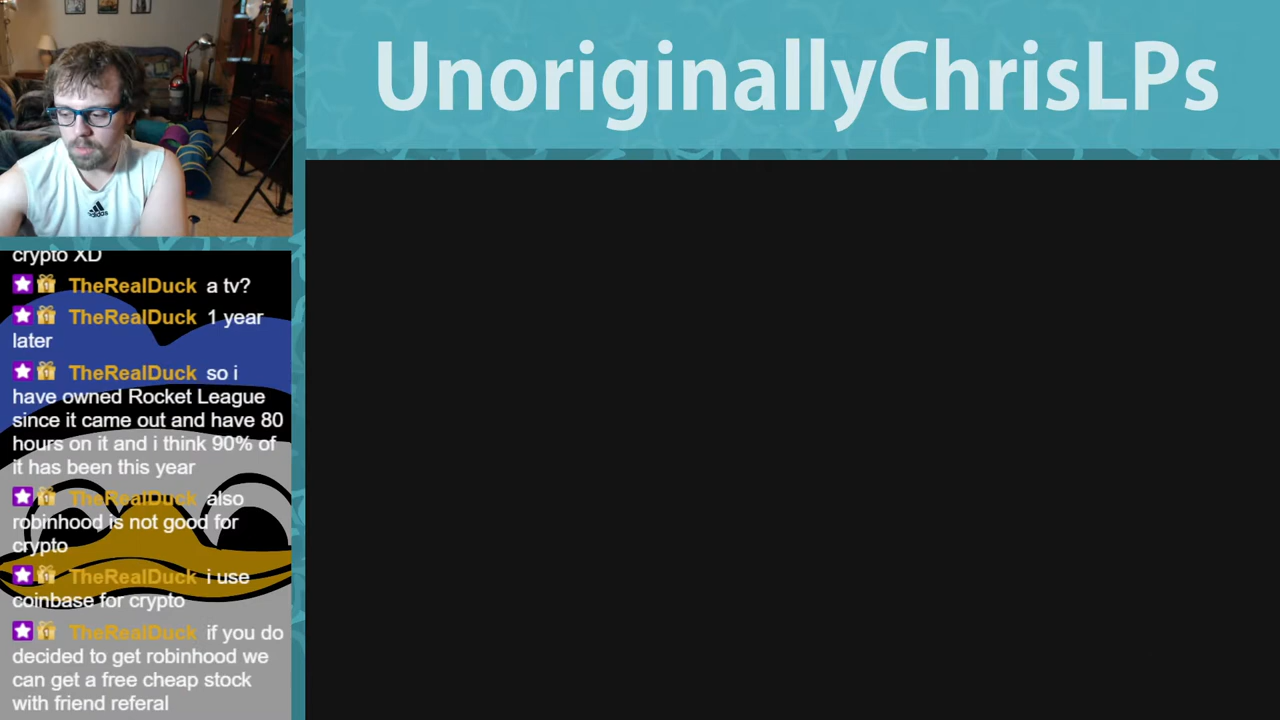 UnoriginallyChrisLPs
adidas
crypto XD
TheRealDuck a tv?
TheRealDuck 1 year
later
TheRealDuck so i
have owned Rocket League
since it came out and have 80
hours on it and i think 90% of
it has been this year
TheRealDuck also
robinhood is not good for
crypto
TheRealDuck i use
coinbase for crypto
TheRealDuck if you do
decided to get robinhood we
can get a free cheap stock
with friend referal